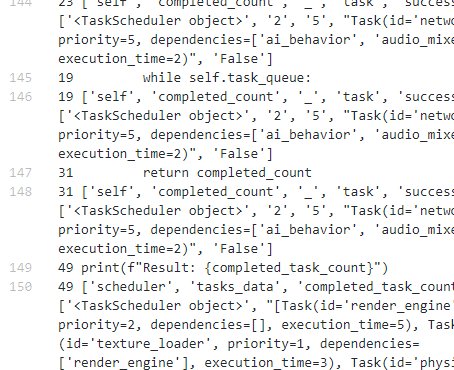 144 23 ['self', 'completed_count', '_', 'task', 'success
['<TaskScheduler object>', '2', '5', "Task(id='netwo
priority=5, dependencies=['ai_behavior', 'audio_mixe
execution_time=2)", 'False']
145 19 while self.task_queue:
146 19 ['self', 'completed_count', '_', 'task', 'success
['<TaskScheduler object>', '2', '5', "Task(id='netwo
priority=5, dependencies=['ai_behavior', 'audio_mixe
execution_time=2)", 'False']
147 31 return completed_count
148 31 ['self', 'completed_count', '_', 'task', 'success
['<TaskScheduler object>', '2', '5', "Task(id='netwo
priority=5, dependencies=['ai_behavior', 'audio_mixe
execution_time=2)", 'False']
149 49 print(f"Result: {completed_task_count}")
150 49 ['scheduler', 'tasks_data', 'completed_task_count
['<TaskScheduler object>', "[Task(id='render_engine'
priority=2, dependencies=[], execution_time=5), Task
(id='texture_loader', priority=1, dependencies=
['render_engine'], execution_time=3), Task(id='physi